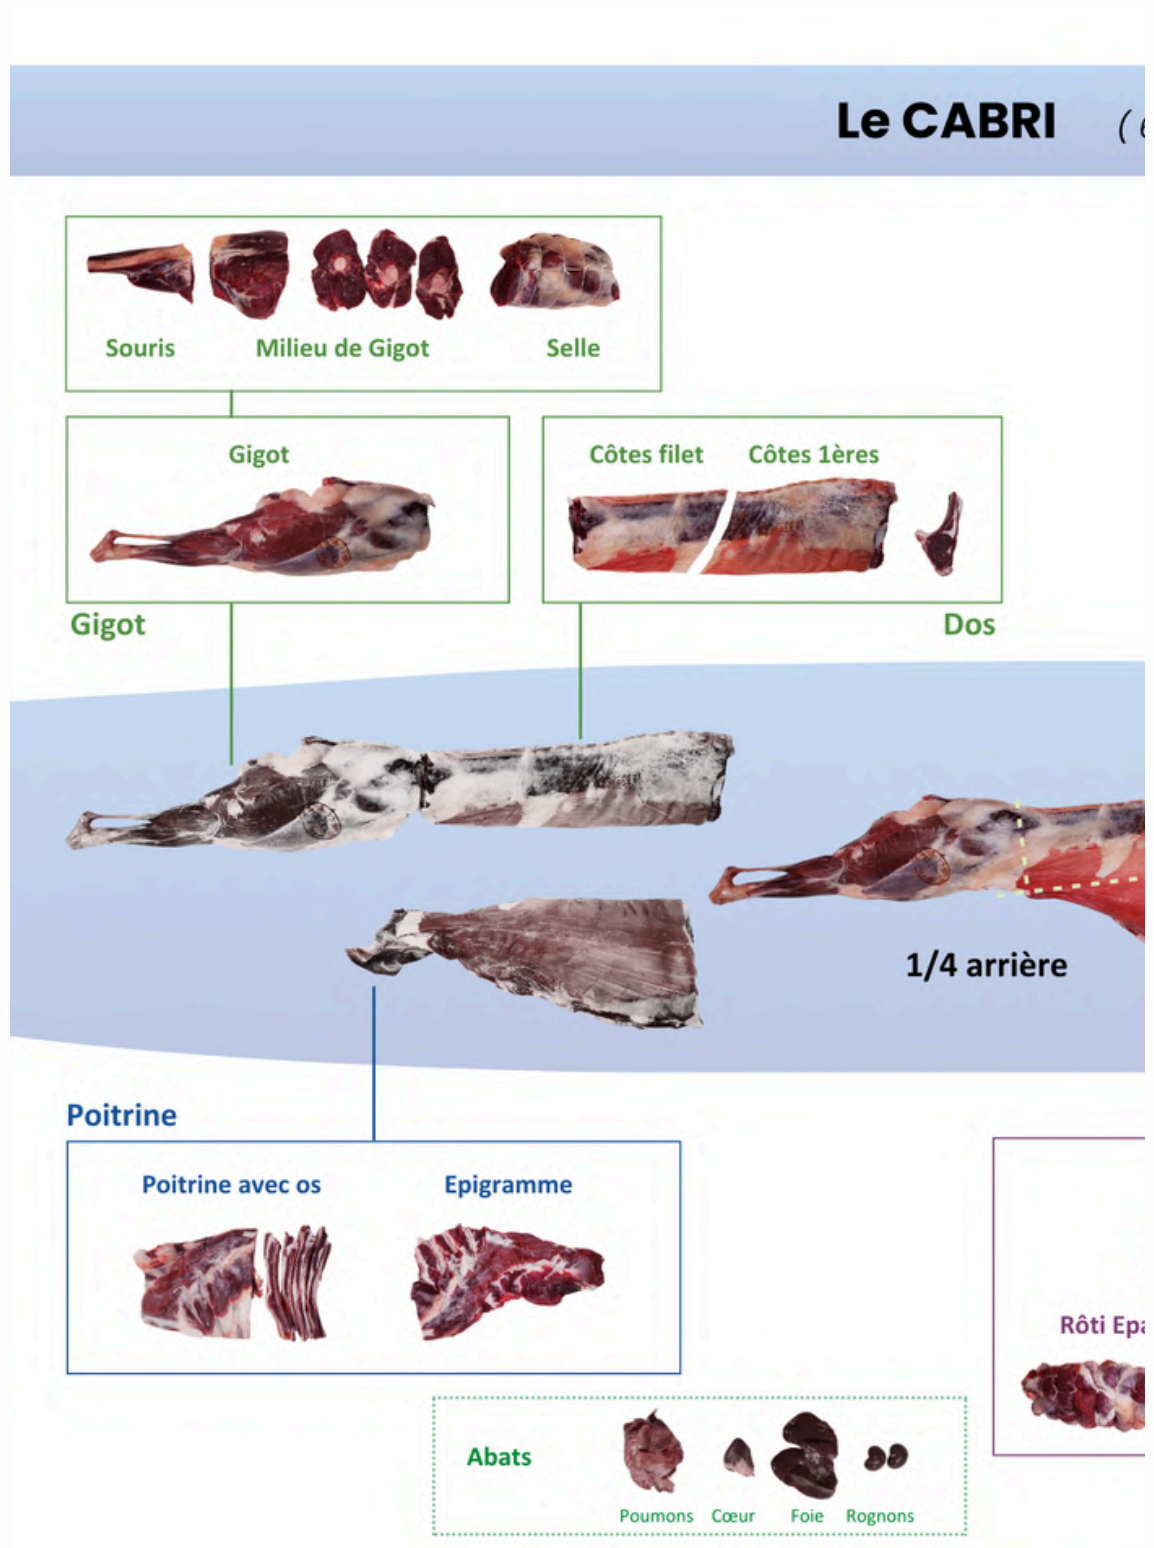 Le CABRI (
Souris Milieu de Gigot Selle
Gigot
Côtes filet Côtes 1ères
Gigot
Dos
1/4 arrière
Poitrine
Poitrine avec os Epigramme
Rôti
Abats
Poumons Cœur Foie Rognons